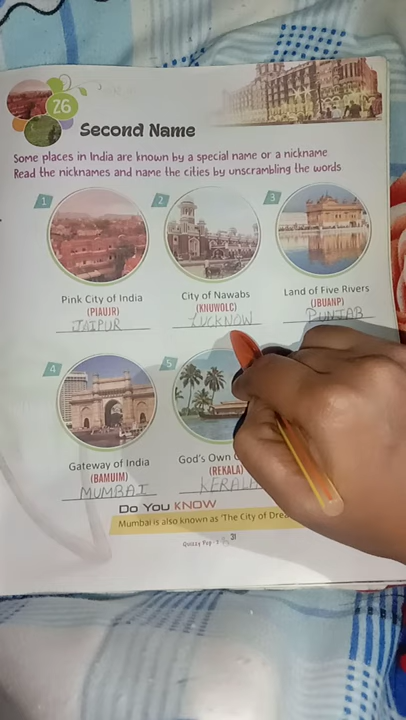 26
Second Name
Some places in India are known by a special name or a nickname.
Read the nicknames and name the cities by unscrambling the words
1
2
3
Pink City of India
(PIAUJR)
JAIPUR
City of Nawabs
(KNUWOLC)
LUCKNOW
Land of Five Rivers
(JBUANP)
PUNJAB
4
5
Gateway of India
(BAMUIM)
MUMBAI
God's Own
(REKALA)
KERALA
Do You KNOW
Mumbai is also known as 'The City of
31